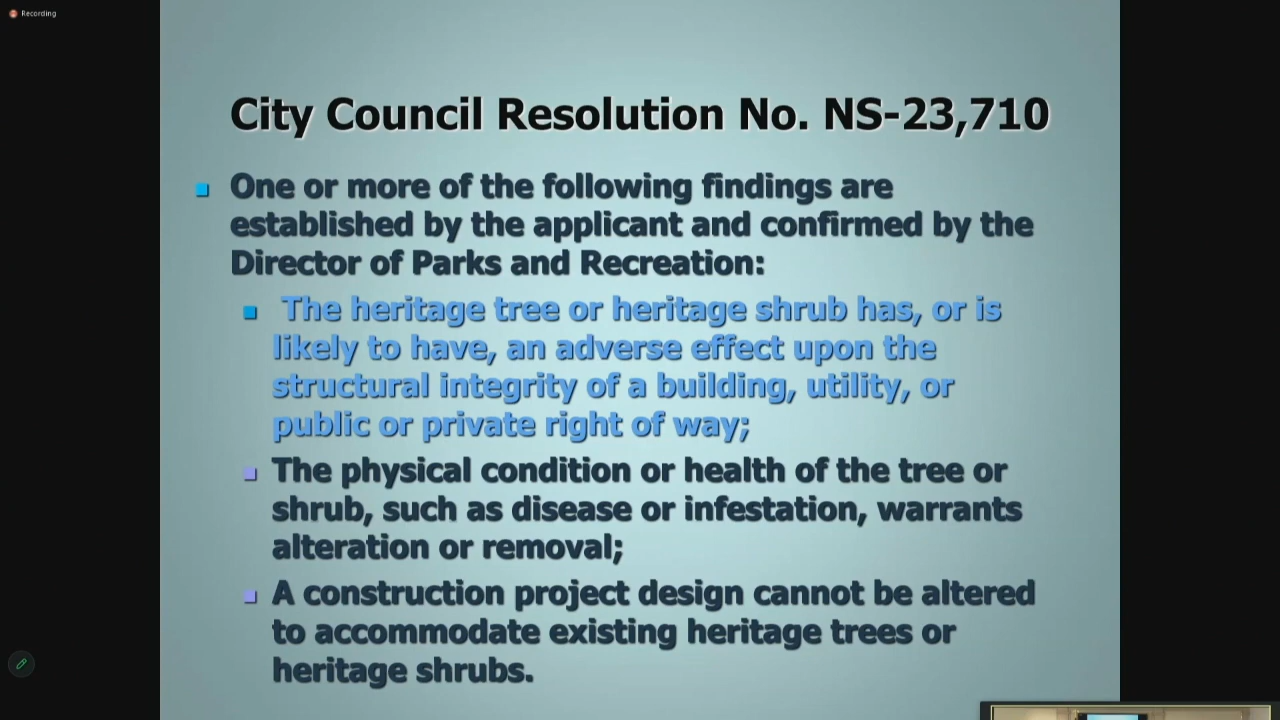 Recording
City Council Resolution No. NS-23,710
One or more of the following findings are
established by the applicant and confirmed by the
Director of Parks and Recreation:
The heritage tree or heritage shrub has, or is
likely to have, an adverse effect upon the
structural integrity of a building, utility, or
public or private right of way;
The physical condition or health of the tree or
shrub, such as disease or infestation, warrants
alteration or removal;
A construction project design cannot be altered
to accommodate existing heritage trees or
heritage shrubs.